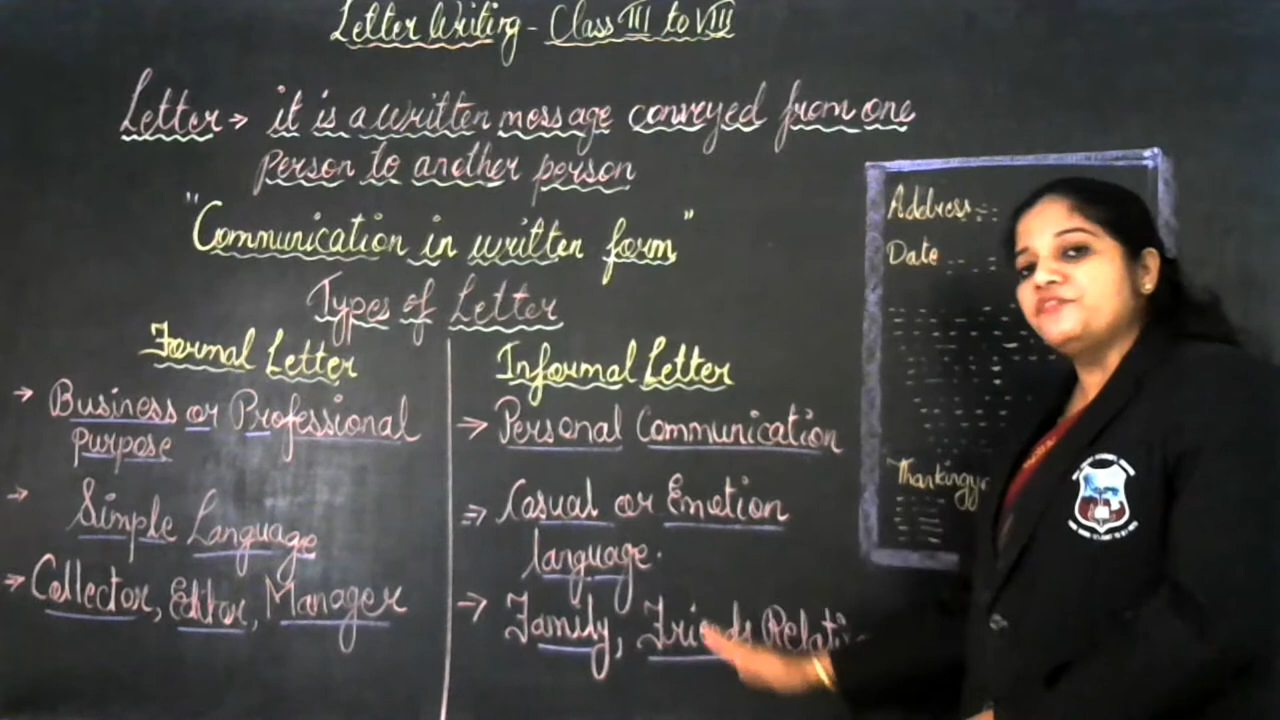 Letter Writing - Class III to VIII
Letter → it is a written message conveyed from one
person to another person
"Communication in written form"
Types of Letter
Formal Letter
→ Business or Professional
purpose
→ Simple Language
→ Collector, Editor, Manager
Informal Letter
→ Personal Communication
→ Casual or Emotion
language.
→ Family, Friends
Address
Date